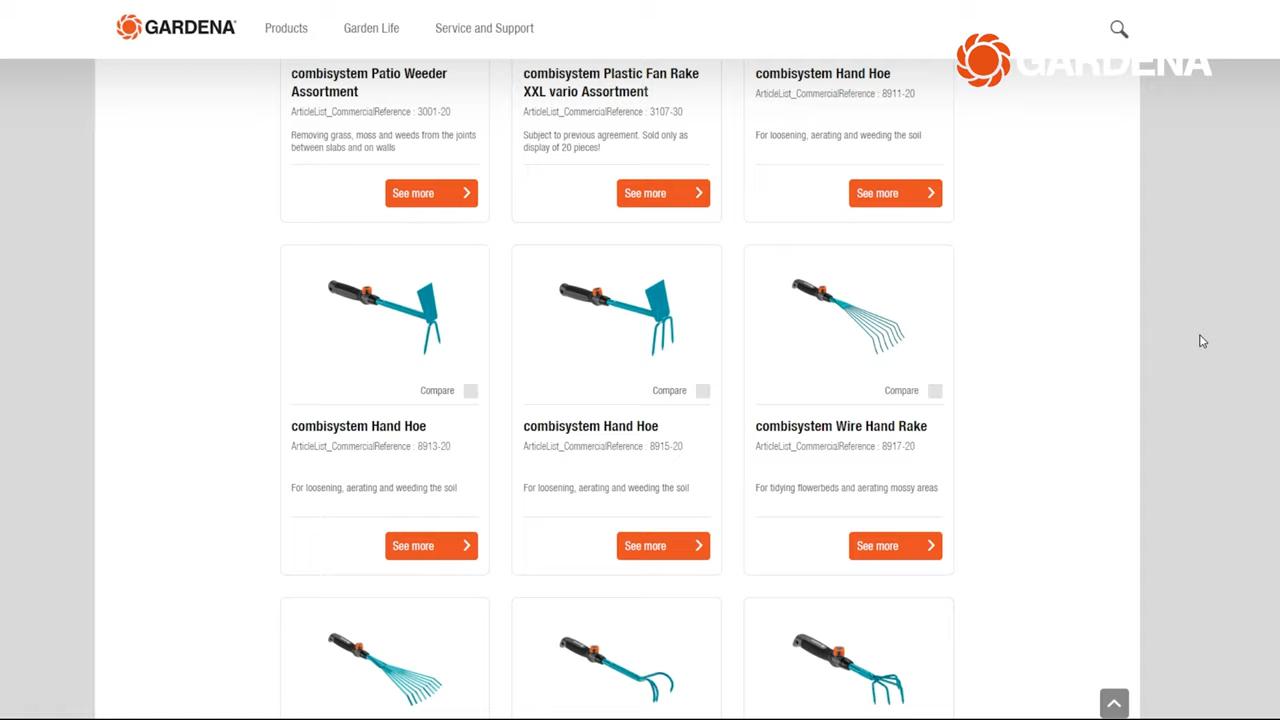 GARDENA Products Garden Life Service and Support
GARDENA
combisystem Patio Weeder
Assortment
ArticleList_CommercialReference : 3001-20
Removing grass, moss and weeds from the joints
between slabs and on walls
See more
combisystem Plastic Fan Rake
XXL vario Assortment
ArticleList_CommercialReference : 3107-30
Subject to previous agreement. Sold only as
display of 20 pieces!
See more
combisystem Hand Hoe
ArticleList_CommercialReference : 8911-20
For loosening, aerating and weeding the soil
See more
Compare
combisystem Hand Hoe
ArticleList_CommercialReference : 8913-20
For loosening, aerating and weeding the soil
See more
Compare
combisystem Hand Hoe
ArticleList_CommercialReference : 8915-20
For loosening, aerating and weeding the soil
See more
Compare
combisystem Wire Hand Rake
ArticleList_CommercialReference : 8917-20
For tidying flowerbeds and aerating mossy areas
See more